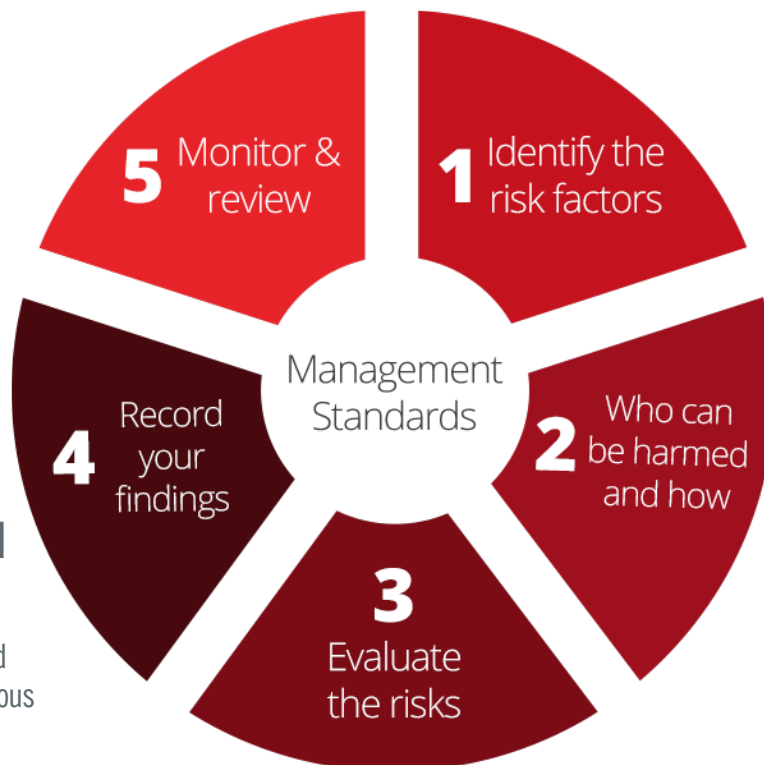 Management
Standards
1 Identify the
risk factors
2 Who can
be harmed
and how
3
Evaluate
the risks
4 Record
your
findings
5 Monitor &
review